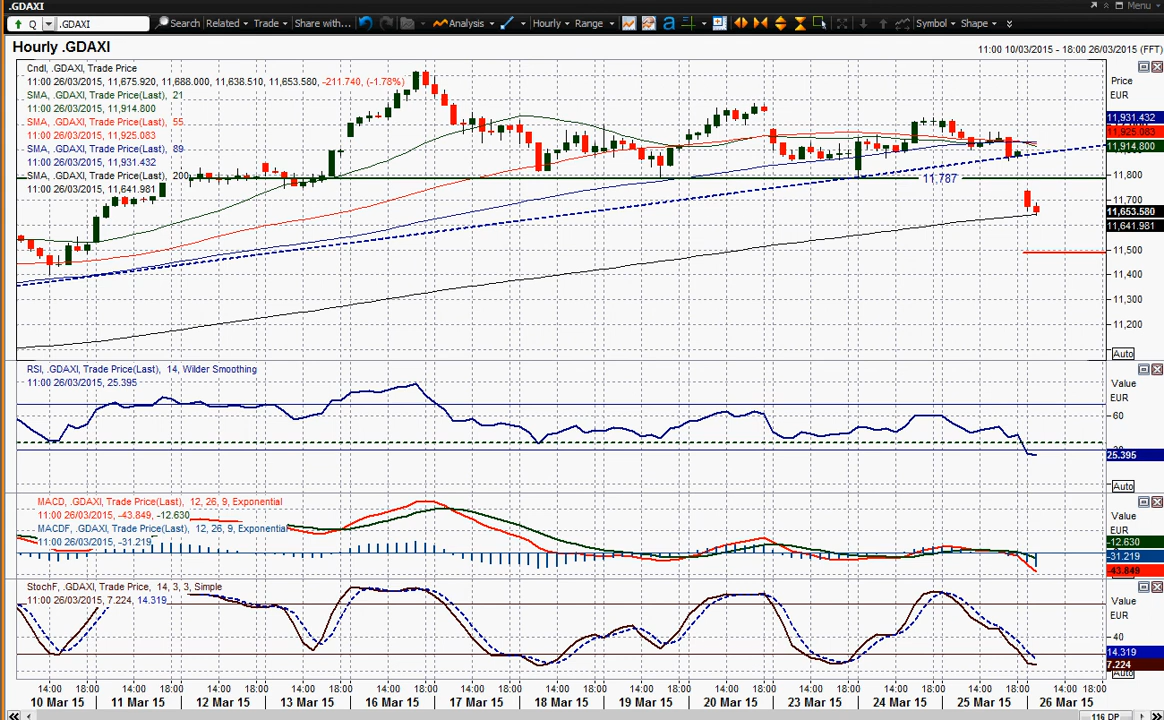 .GDAXI
Menu
Q .GDAXI Search Related Trade Share with... Analysis Hourly Range a Symbol Shape
Hourly .GDAXI
11:00 10/03/2015 - 18:00 26/03/2015 (FFT)
Cndl, .GDAXI, Trade Price
11:00 26/03/2015, 11,675.920, 11,688.000, 11,638.510, 11,653.580, -211.740, (-1.78%)
SMA, .GDAXI, Trade Price(Last), 21
11:00 26/03/2015, 11,914.800
SMA, .GDAXI, Trade Price(Last), 55
11:00 26/03/2015, 11,925.083
SMA, .GDAXI, Trade Price(Last), 89
11:00 26/03/2015, 11,931.432
SMA, .GDAXI, Trade Price(Last), 200
11:00 26/03/2015, 11,641.981
11,787
Price
EUR
11,931.432
11,925.083
11,914.800
11,800
11,700
11,653.580
11,641.981
11,500
11,400
11,300
11,200
Auto
RSI, .GDAXI, Trade Price(Last), 14, Wilder Smoothing
11:00 26/03/2015, 25.395
Value
EUR
60
25.395
Auto
MACD, .GDAXI, Trade Price(Last), 12, 26, 9, Exponential
11:00 26/03/2015, -43.849, -12.630
MACDF, .GDAXI, Trade Price(Last), 12, 26, 9, Exponential
11:00 26/03/2015, -31.219
Value
EUR
-12.630
-31.219
-43.849
StochF, .GDAXI, Trade Price, 14, 3, 3, Simple
11:00 26/03/2015, 7.224, 14.319
Value
EUR
40
14.319
7.224
Auto
14:00 18:00 14:00 18:00 14:00 18:00 14:00 18:00 14:00 18:00 14:00 18:00 14:00 18:00 14:00 18:00 14:00 18:00 14:00 18:00 14:00 18:00 14:00 18:00 14:00 18:00
10 Mar 15 11 Mar 15 12 Mar 15 13 Mar 15 16 Mar 15 17 Mar 15 18 Mar 15 19 Mar 15 20 Mar 15 23 Mar 15 24 Mar 15 25 Mar 15 26 Mar 15
116 DP